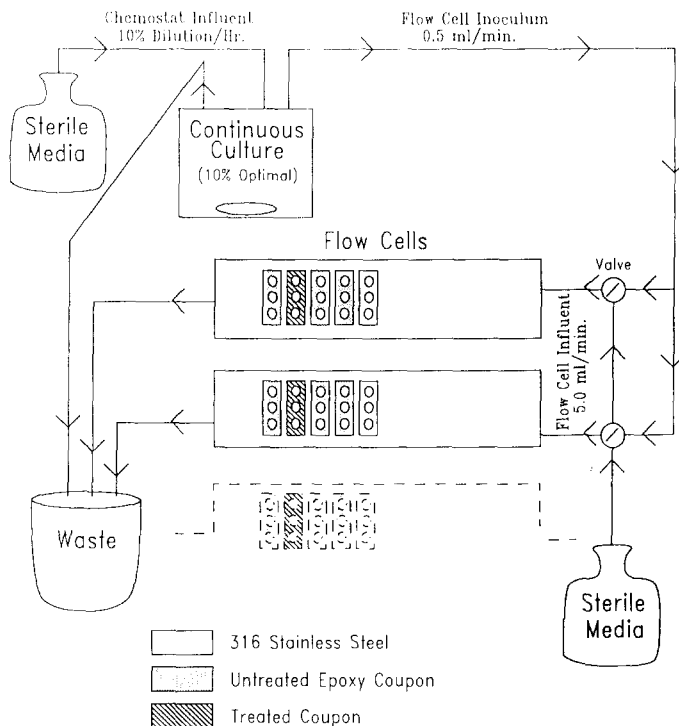 Chemostat Influent
10% Dilution/Hr.
Flow Cell Inoculum
0.5 ml/min.
Sterile
Media
Continuous
Culture
(10% Optimal)
Flow Cells
Valve
Flow Cell Influent
5.0 ml/min.
Waste
Sterile
Media
316 Stainless Steel
Untreated Epoxy Coupon
Treated Coupon